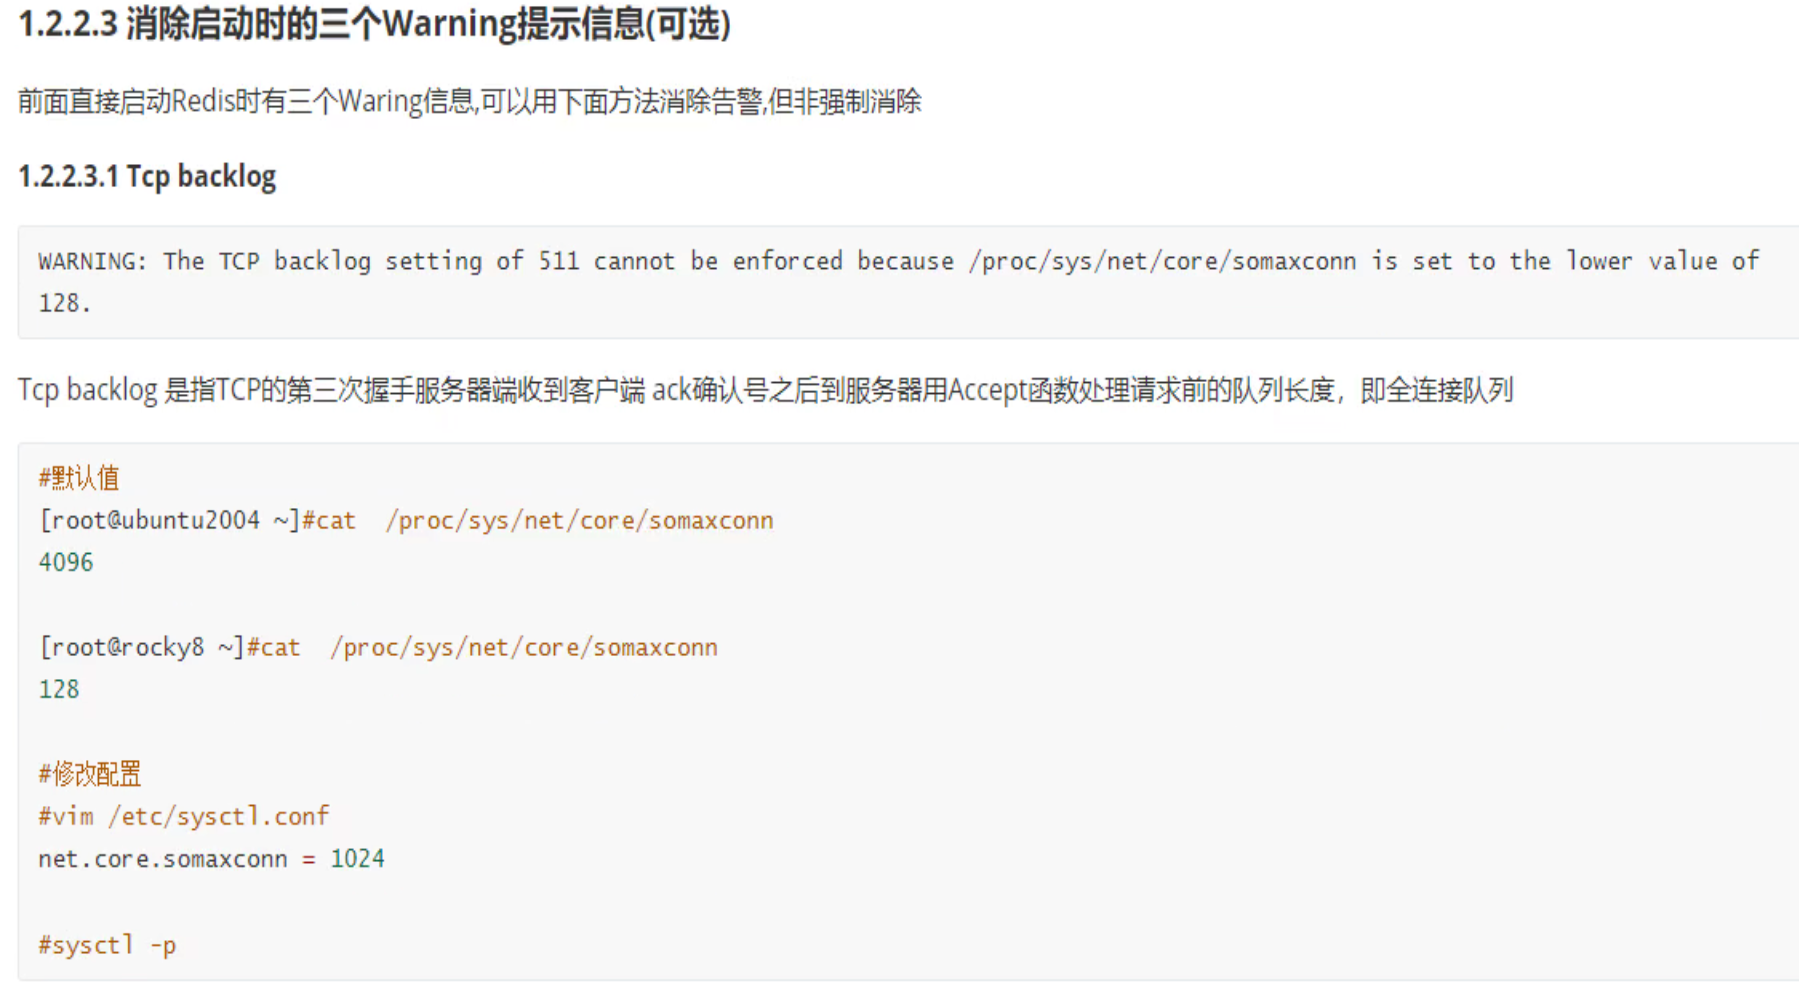 1.2.2.3 消除启动时的三个Warning提示信息(可选)
前面直接启动Redis时有三个Waring信息,可以用下面方法消除告警,但非强制消除
1.2.2.3.1 Tcp backlog
WARNING: The TCP backlog setting of 511 cannot be enforced because /proc/sys/net/core/somaxconn is set to the lower value of
128.
Tcp backlog 是指TCP的第三次握手服务器端收到客户端 ack确认号之后到服务器用Accept函数处理请求前的队列长度，即全连接队列
#默认值
[root@ubuntu2004 ~]#cat  /proc/sys/net/core/somaxconn
4096
[root@rocky8 ~]#cat  /proc/sys/net/core/somaxconn
128
#修改配置
#vim /etc/sysctl.conf
net.core.somaxconn = 1024
#sysctl -p